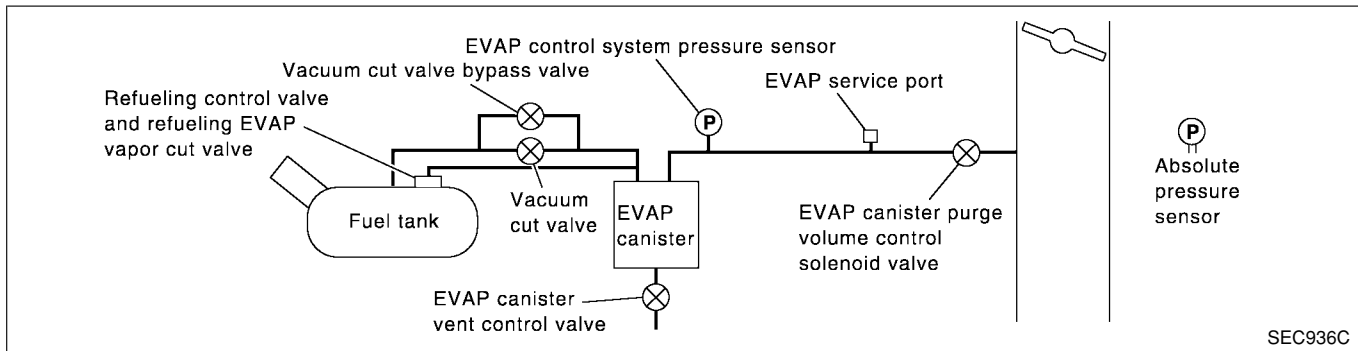 EVAP control system pressure sensor
Vacuum cut valve bypass valve
Refueling control valve
and refueling EVAP
vapor cut valve
EVAP service port
P
P
Absolute
pressure
sensor
Fuel tank
Vacuum
cut valve
EVAP
canister
EVAP canister purge
volume control
solenoid valve
EVAP canister
vent control valve
SEC936C